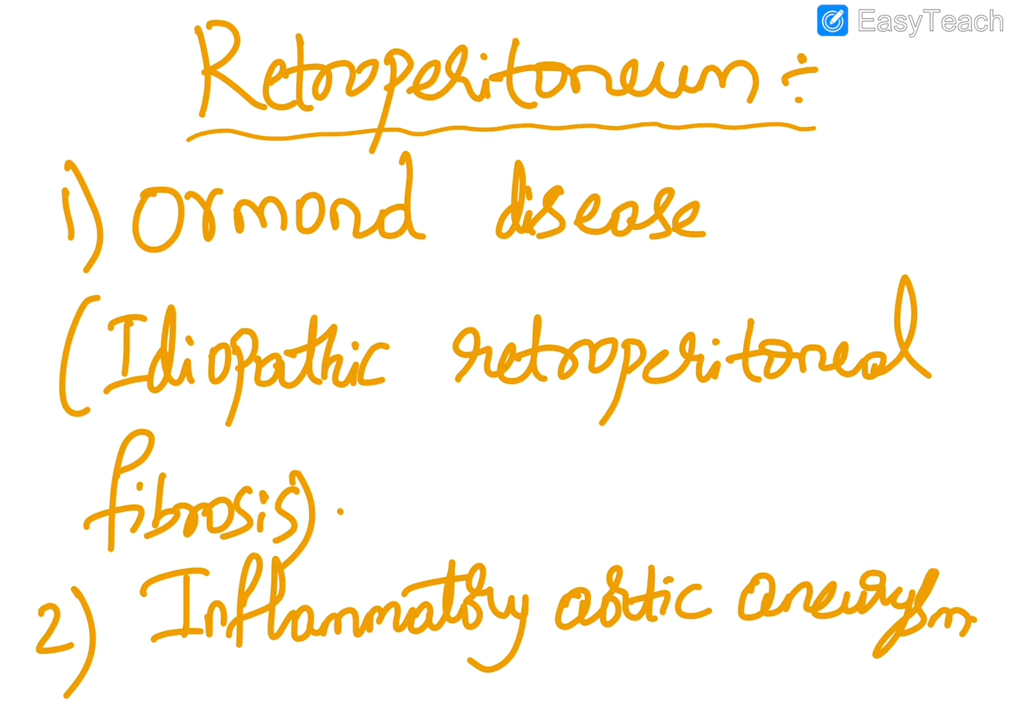 EasyTeach
Retroperitoneum ÷
1) Ormond disease
(Idiopathic retroperitoneal
fibrosis).
2) Inflammatory aortic aneurysm